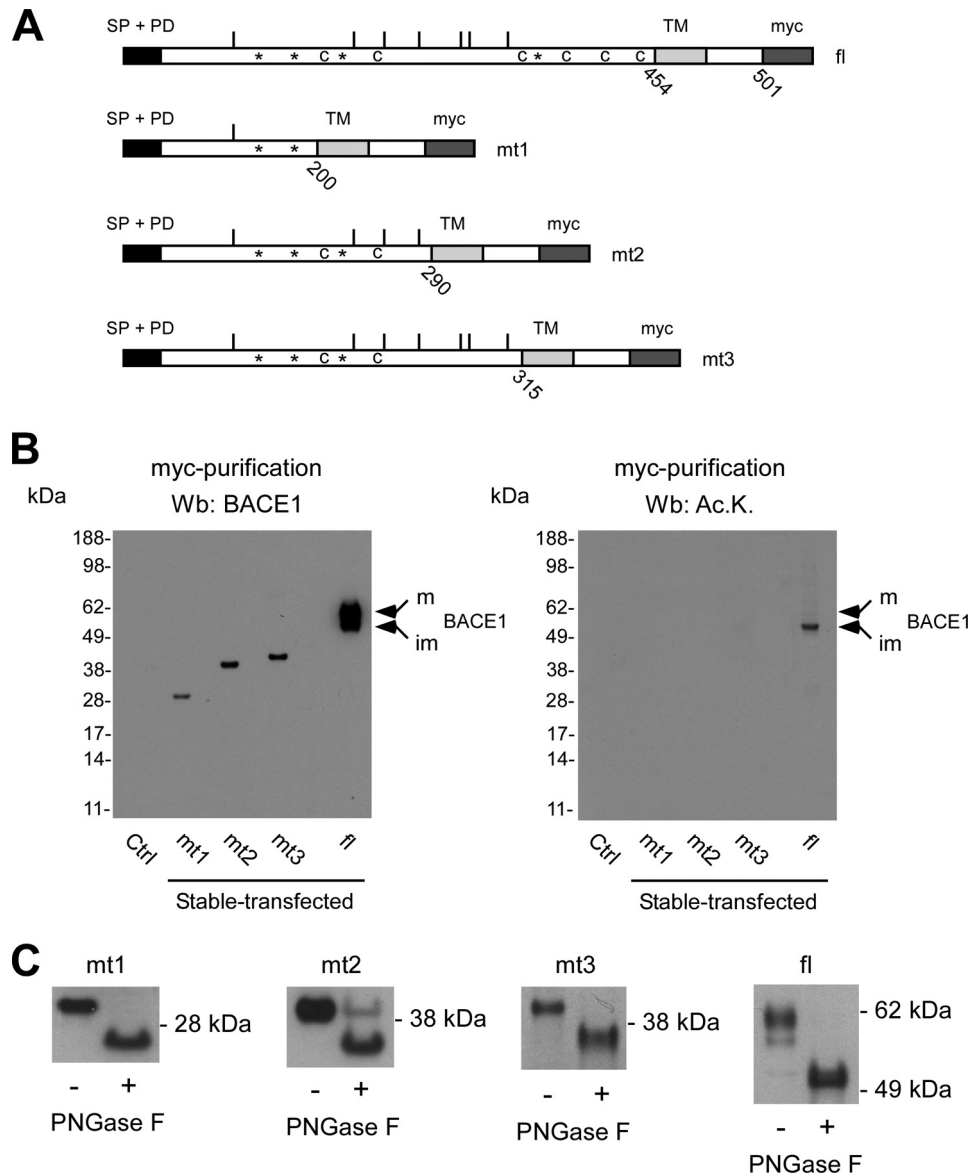 A
SP + PD TM myc
* * C * C C * C C C fl
454 501
SP + PD TM myc
* * mt1
200
SP + PD TM myc
* * C * C mt2
290
SP + PD TM myc
* * C * C mt3
315
B
myc-purification
kDa Wb: BACE1
188-
98-
62- m
BACE1
49- im
38-
28-
17-
14-
11-
Ctrl mt1 mt2 mt3 fl
Stable-transfected
myc-purification
kDa Wb: Ac.K.
188-
98-
62- m
BACE1
49- im
38-
28-
17-
14-
11-
Ctrl mt1 mt2 mt3 fl
Stable-transfected
C
mt1
- 28 kDa
- +
PNGase F
mt2
- 38 kDa
- +
PNGase F
mt3
- 38 kDa
- +
PNGase F
fl
- 62 kDa
- 49 kDa
- +
PNGase F